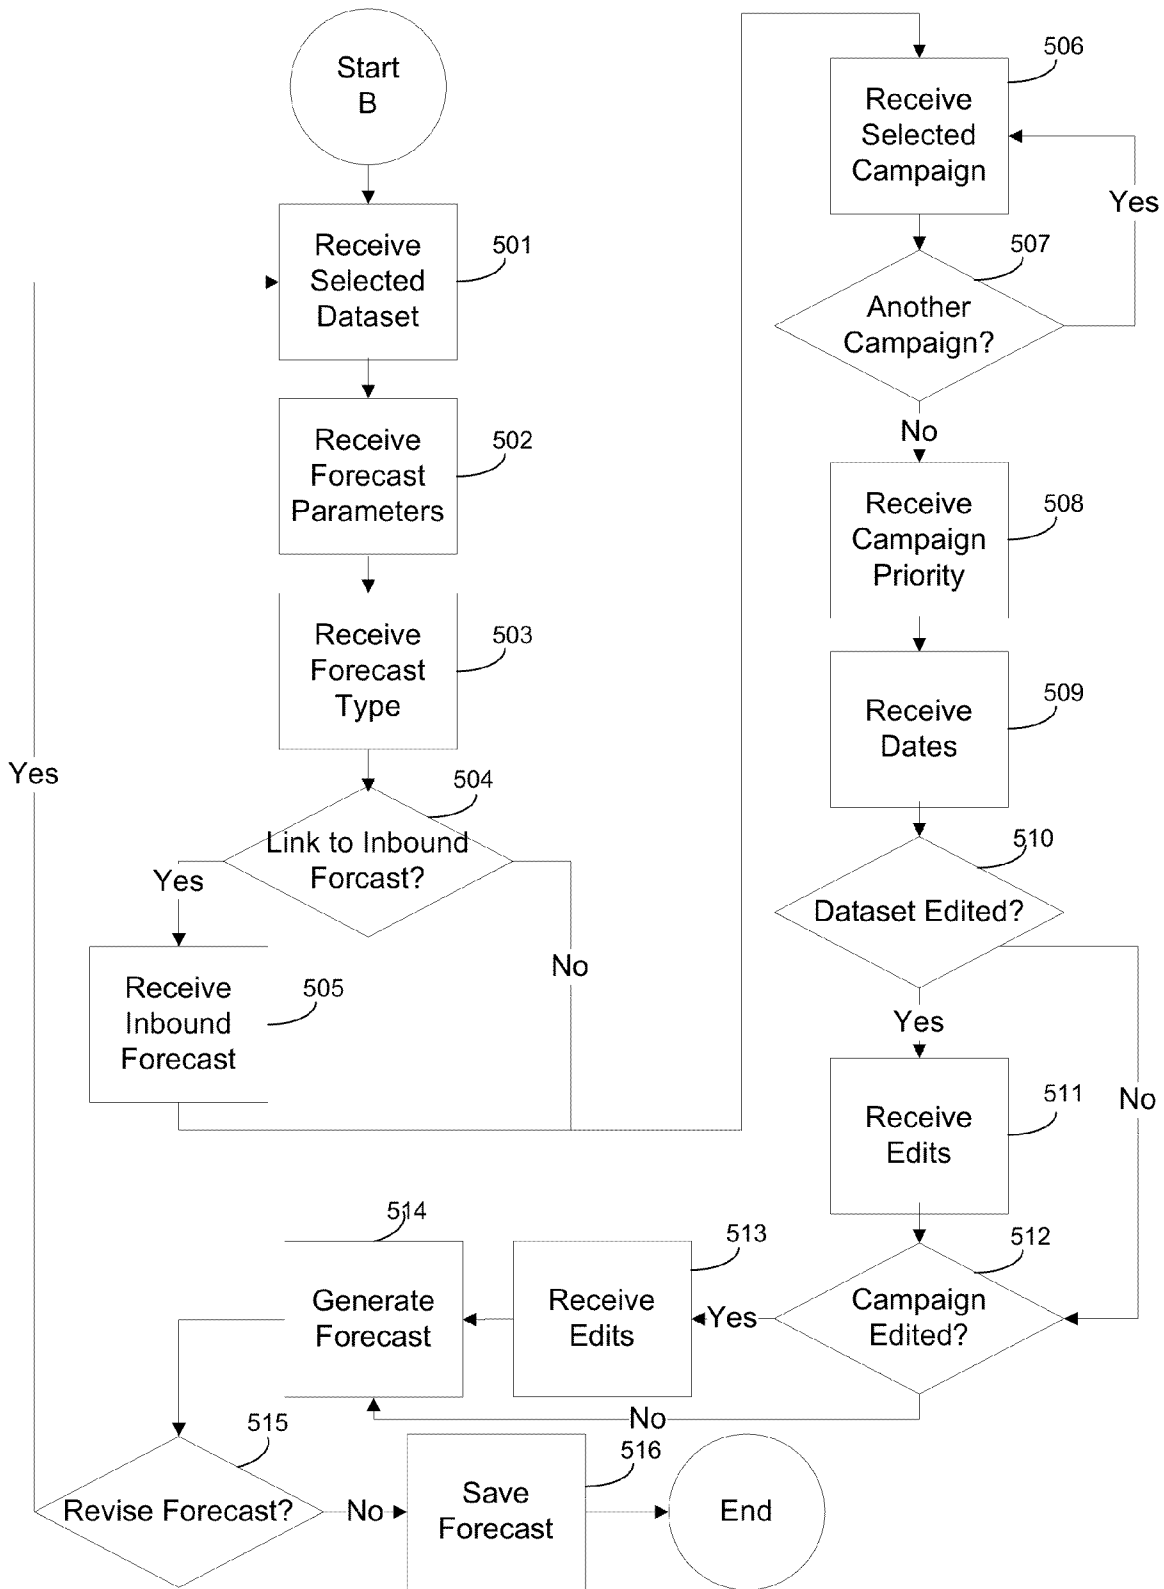 Start
B
Receive
Selected
Dataset
501
Receive
Forecast
Parameters
502
Receive
Forecast
Type
503
Link to Inbound
Forcast?
504
Yes
No
Receive
Inbound
Forecast
505
Receive
Selected
Campaign
506
Yes
Another
Campaign?
507
No
Receive
Campaign
Priority
508
Receive
Dates
509
Dataset Edited?
510
Yes
No
Receive
Edits
511
Campaign
Edited?
512
Yes
No
Receive
Edits
513
Generate
Forecast
514
Revise Forecast?
515
Yes
No
Save
Forecast
516
End